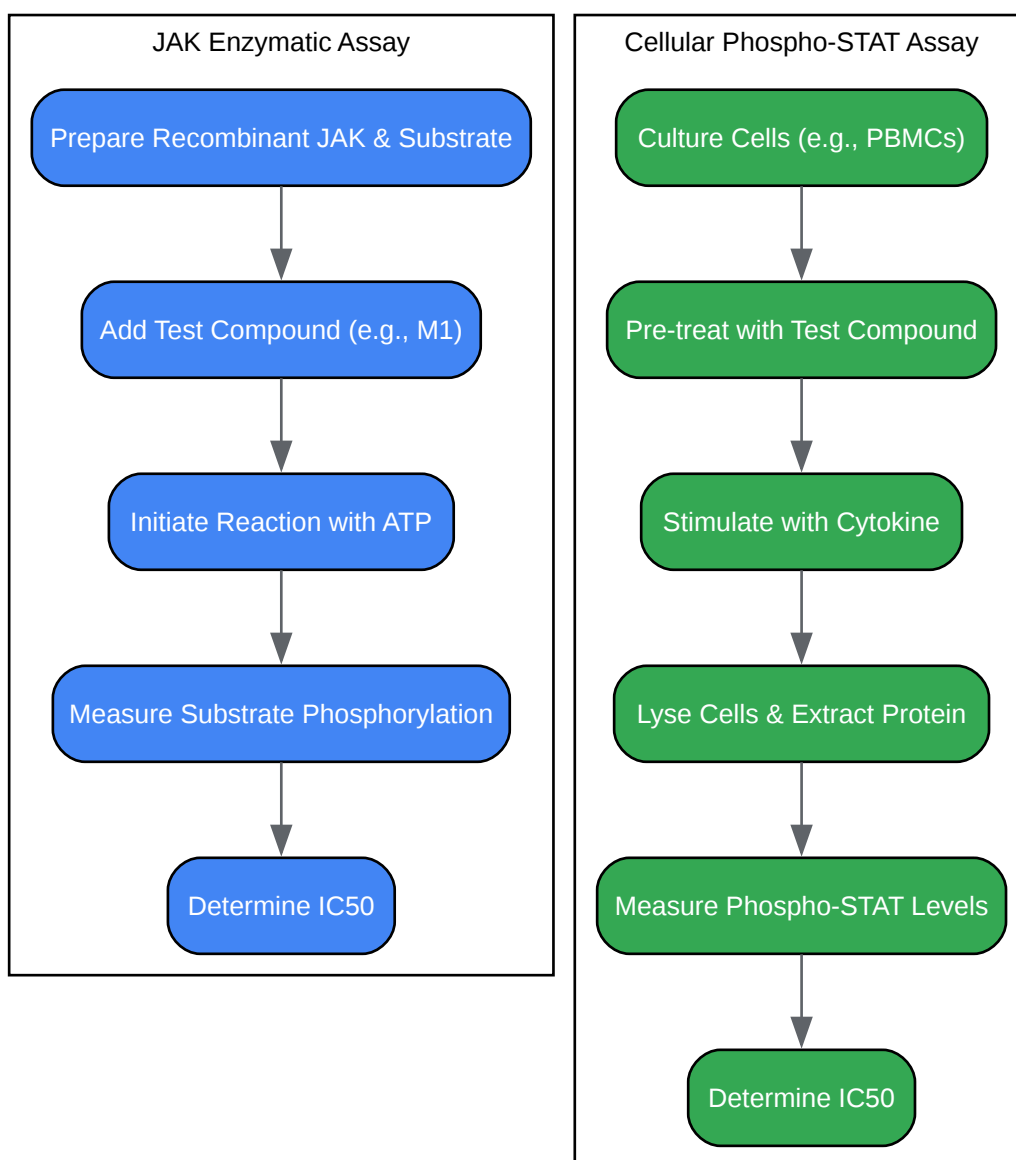 JAK Enzymatic Assay
Prepare Recombinant JAK & Substrate
Add Test Compound (e.g., M1)
Initiate Reaction with ATP
Measure Substrate Phosphorylation
Determine IC50
Cellular Phospho-STAT Assay
Culture Cells (e.g., PBMCs)
Pre-treat with Test Compound
Stimulate with Cytokine
Lyse Cells & Extract Protein
Measure Phospho-STAT Levels
Determine IC50